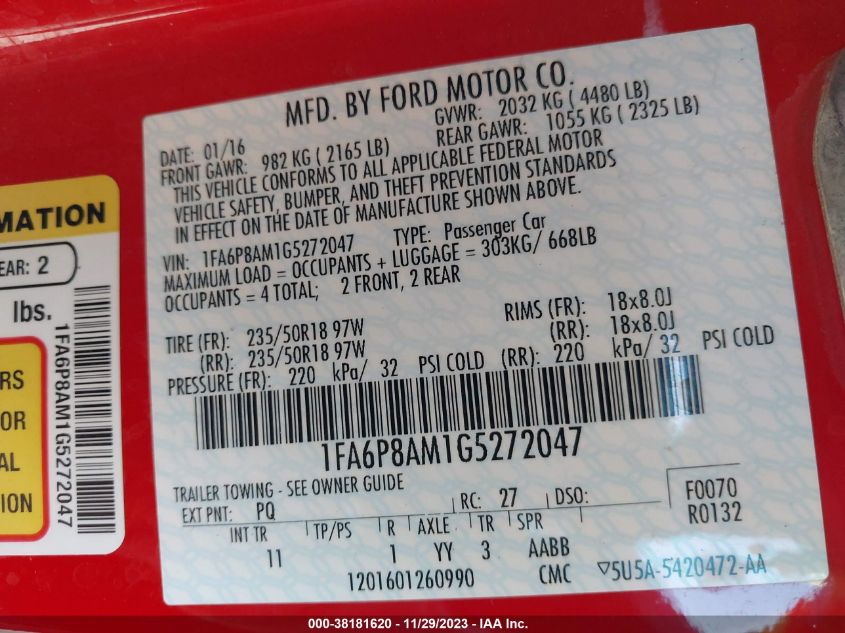 MFD. BY FORD MOTOR CO.
DATE: 01/16 GVWR: 2032 KG ( 4480 LB)
FRONT GAWR: 982 KG ( 2165 LB) REAR GAWR: 1055 KG ( 2325 LB)
THIS VEHICLE CONFORMS TO ALL APPLICABLE FEDERAL MOTOR
VEHICLE SAFETY, BUMPER, AND THEFT PREVENTION STANDARDS
IN EFFECT ON THE DATE OF MANUFACTURE SHOWN ABOVE.
VIN: 1FA6P8AM1G5272047 TYPE: Passenger Car
MAXIMUM LOAD = OCCUPANTS + LUGGAGE = 303KG/ 668LB
OCCUPANTS = 4 TOTAL; 2 FRONT, 2 REAR
TIRE (FR): 235/50R18 97W RIMS (FR): 18x8.0J
(RR): 235/50R18 97W (RR): 18x8.0J
PRESSURE (FR): 220 kPa/ 32 PSI COLD (RR): 220 kPa/ 32 PSI COLD
1FA6P8AM1G5272047
TRAILER TOWING - SEE OWNER GUIDE
EXT PNT: PQ RC: 27 DSO: F0070
R0132
INT TR TP/PS R AXLE TR SPR
11 1 YY 3 AABB
1201601260990 CMC ▽5U5A-5420472-AA
MATION
EAR: 2
lbs.
1FA6P8AM1G5272047
RS
OR
AL
ION
000-38181620 - 11/29/2023 - IAA Inc.